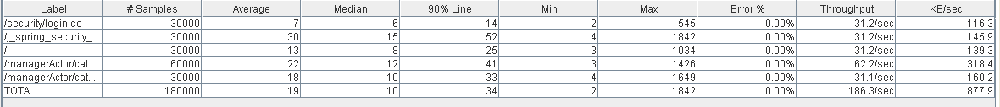 Label # Samples Average Median 90% Line Min Max Error % Throughput KB/sec
/security/login.do 30000 7 6 14 2 545 0.00% 31.2/sec 116.3
/j_spring_security_... 30000 30 15 52 4 1842 0.00% 31.2/sec 145.9
/ 30000 13 8 25 3 1034 0.00% 31.2/sec 139.3
/managerActor/cat... 60000 22 12 41 3 1426 0.00% 62.2/sec 318.4
/managerActor/cat... 30000 18 10 33 4 1649 0.00% 31.1/sec 160.2
TOTAL 180000 19 10 34 2 1842 0.00% 186.3/sec 877.9